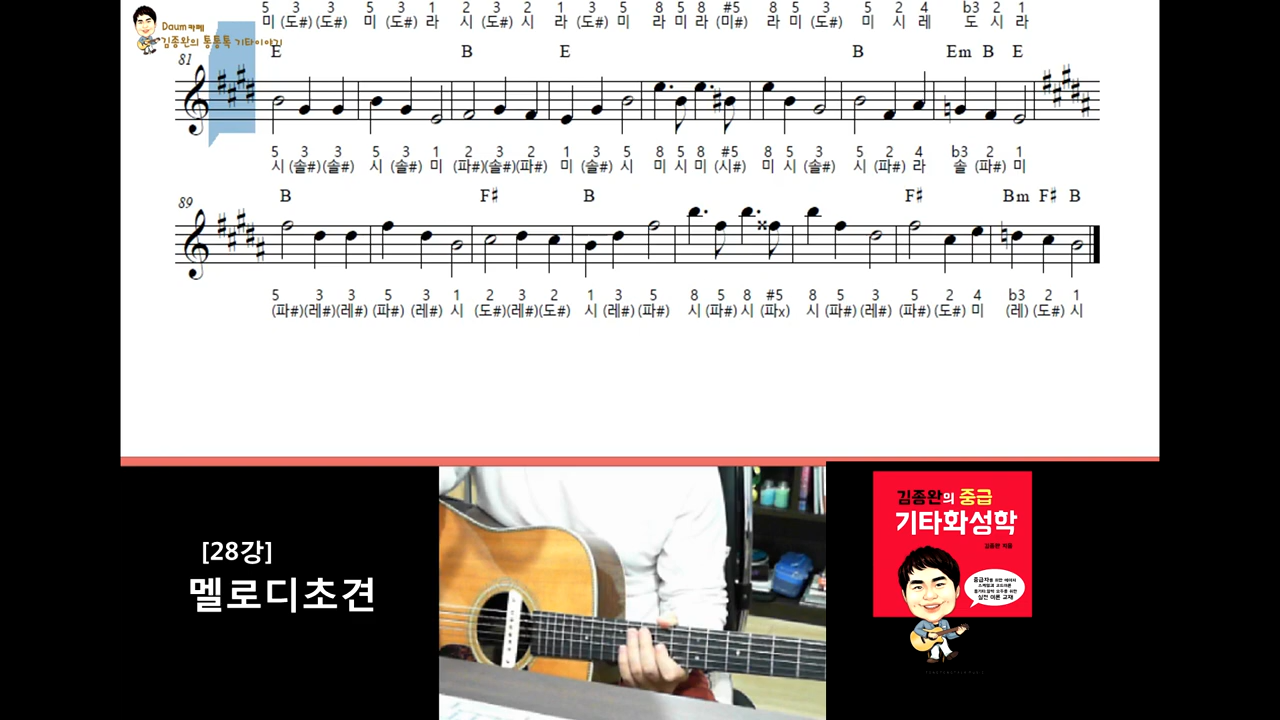 5 3 3 5 3 1 2 3 2 1 3 5 8 5 8 #5 8 5 3 5 2 4 b3 2 1
미 (도#) (도#) 미 (도#) 라 시 (도#) 시 라 (도#) 미 라 미 라 (미#) 라 미 (도#) 미 시 레 도 시 라
Daum카페
김종완의 통통톡 기타이야기
E B E B Em B E
81
5 3 3 5 3 1 2 3 2 1 3 5 8 5 8 #5 8 5 3 5 2 4 b3 2 1
시 (솔#)(솔#) 시 (솔#) 미 (파#)(솔#)(파#) 미 (솔#) 시 미 시 미 (시#) 미 시 (솔#) 시 (파#) 라 솔 (파#) 미
B F♯ B F♯ Bm F♯ B
89
5 3 3 5 3 1 2 3 2 1 3 5 8 5 8 #5 8 5 3 5 2 4 b3 2 1
(파#)(레#)(레#) (파#) (레#) 시 (도#)(레#)(도#) 시 (레#)(파#) 시 (파#) 시 (파x) 시 (파#) (레#) (파#) (도#) 미 (레) (도#) 시
[28강]
멜로디초견
김종완의 중급
기타화성학
김종완 지음